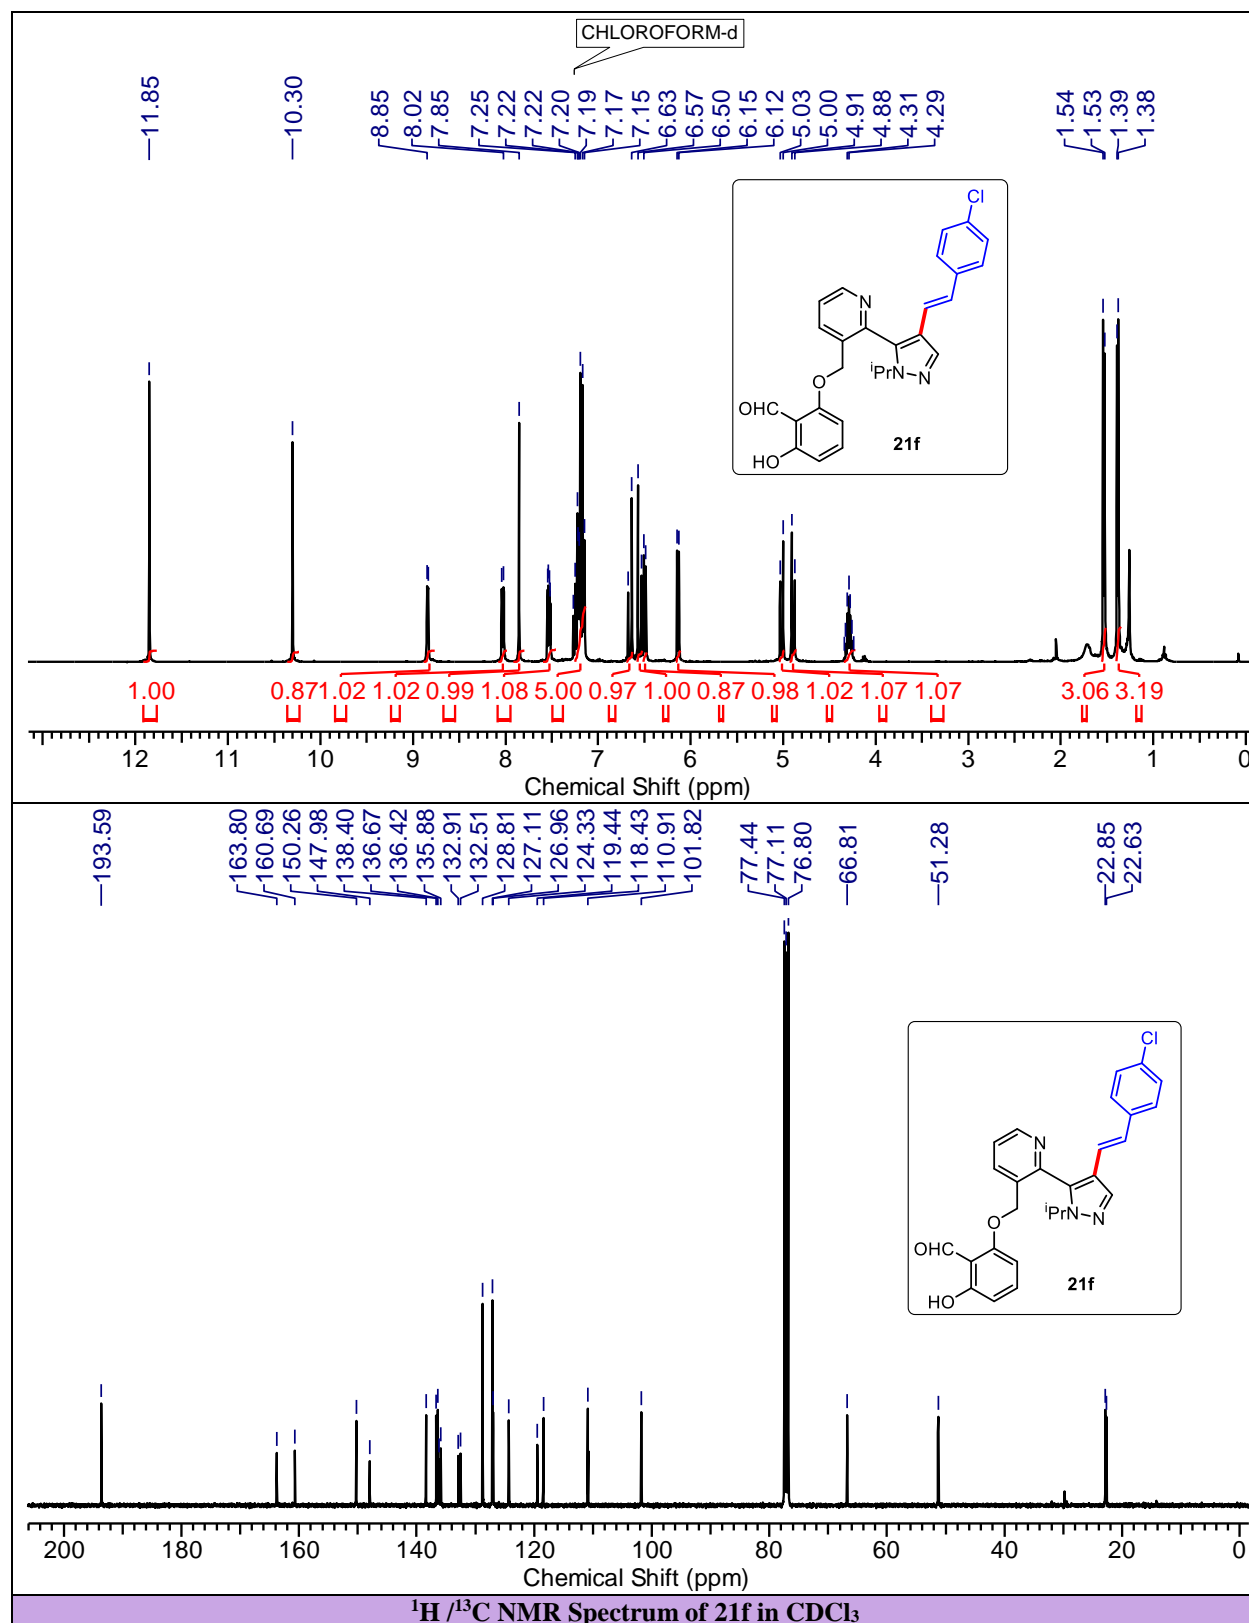 CHLOROFORM-d
11.85 10.30 8.85 8.02 7.85 7.25 7.22 7.22 7.20 7.19 7.17 7.15 6.63 6.57 6.50 6.15 6.12 5.03 5.00 4.91 4.88 4.31 4.29 1.54 1.53 1.39 1.38
Cl
N
iPr N N
O
OHC
HO
21f
1.00 0.87 1.02 1.02 0.99 1.08 5.00 0.97 1.00 0.87 0.98 1.02 1.07 1.07 3.06 3.19
12 11 10 9 8 7 6 5 4 3 2 1 0
Chemical Shift (ppm)
193.59 163.80 160.69 150.26 147.98 138.40 136.67 136.42 135.88 132.91 132.51 128.81 127.11 126.96 124.33 119.44 118.43 110.91 101.82 77.44 77.11 76.80 66.81 51.28 22.85 22.63
Cl
N
iPr N N
O
OHC
HO
21f
200 180 160 140 120 100 80 60 40 20 0
Chemical Shift (ppm)
¹H /¹³C NMR Spectrum of 21f in CDCl₃